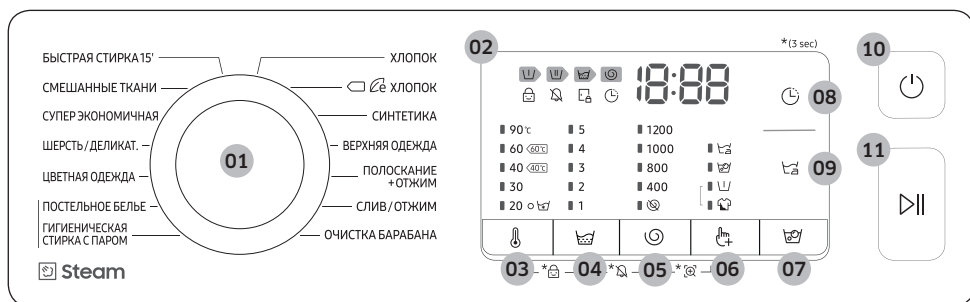 *(3 sec)
02
10
БЫСТРАЯ СТИРКА 15'
ХЛОПОК
18:88
СМЕШАННЫЕ ТКАНИ
ХЛОПОК
08
СУПЕР ЭКОНОМИЧНАЯ
СИНТЕТИКА
90℃ 5 1200
ШЕРСТЬ / ДЕЛИКАТ.
01
ВЕРХНЯЯ ОДЕЖДА
60 60℃ 4 1000
11
ЦВЕТНАЯ ОДЕЖДА
ПОЛОСКАНИЕ
+ОТЖИМ
40 40℃ 3 800
09
30 2 400
ПОСТЕЛЬНОЕ БЕЛЬЕ
СЛИВ / ОТЖИМ
20 1
ГИГИЕНИЧЕСКАЯ
СТИРКА С ПАРОМ
ОЧИСТКА БАРАБАНА
Steam
03 * 04 * 05 * 06 07